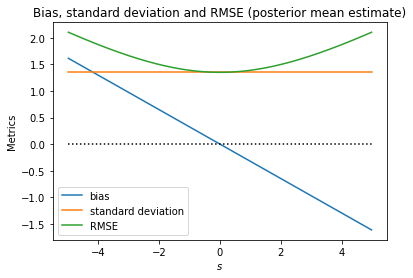 Bias, standard deviation and RMSE (posterior mean estimate)
2.0
1.5
1.0
0.5
0.0
−0.5
−1.0
−1.5
Metrics
bias
standard deviation
RMSE
−4
−2
0
2
4
s